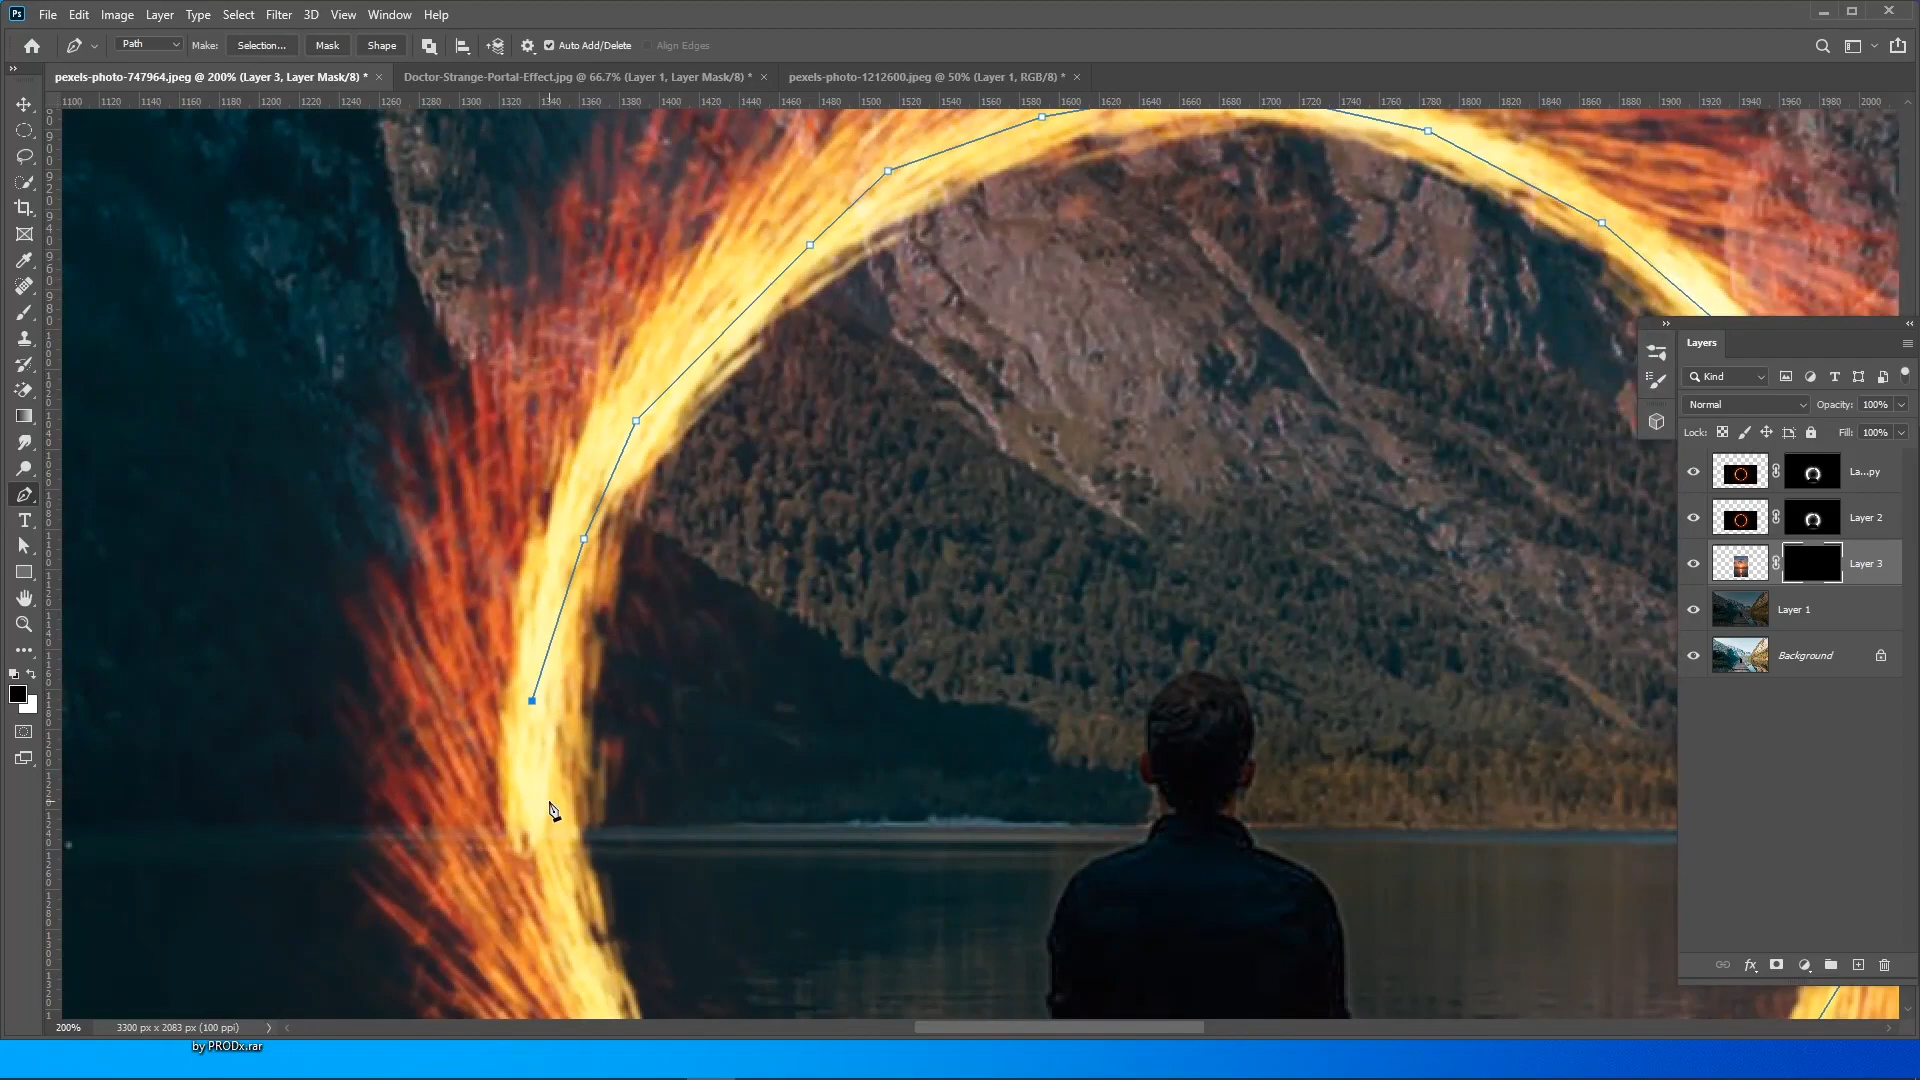 Ps File Edit Image Layer Type Select Filter 3D View Window Help
Path Make: Selection... Mask Shape Auto Add/Delete Align Edges
pexels-photo-747964.jpeg @ 200% (Layer 3, Layer Mask/8) * × Doctor-Strange-Portal-Effect.jpg @ 66.7% (Layer 1, Layer Mask/8) * × pexels-photo-1212600.jpeg @ 50% (Layer 1, RGB/8) * ×
1100 1120 1140 1160 1180 1200 1220 1240 1260 1280 1300 1320 1340 1360 1380 1400 1420 1440 1460 1480 1500 1520 1540 1560 1580 1600 1620 1640 1660 1680 1700 1720 1740 1760 1780 1800 1820 1840 1860 1880 1900 1920 1940 1960 1980 2000
Layers
Kind
Normal Opacity: 100%
Lock: Fill: 100%
La...py
Layer 2
Layer 3
Layer 1
Background
200% 3300 px x 2083 px (100 ppi)
by PRODx.rar